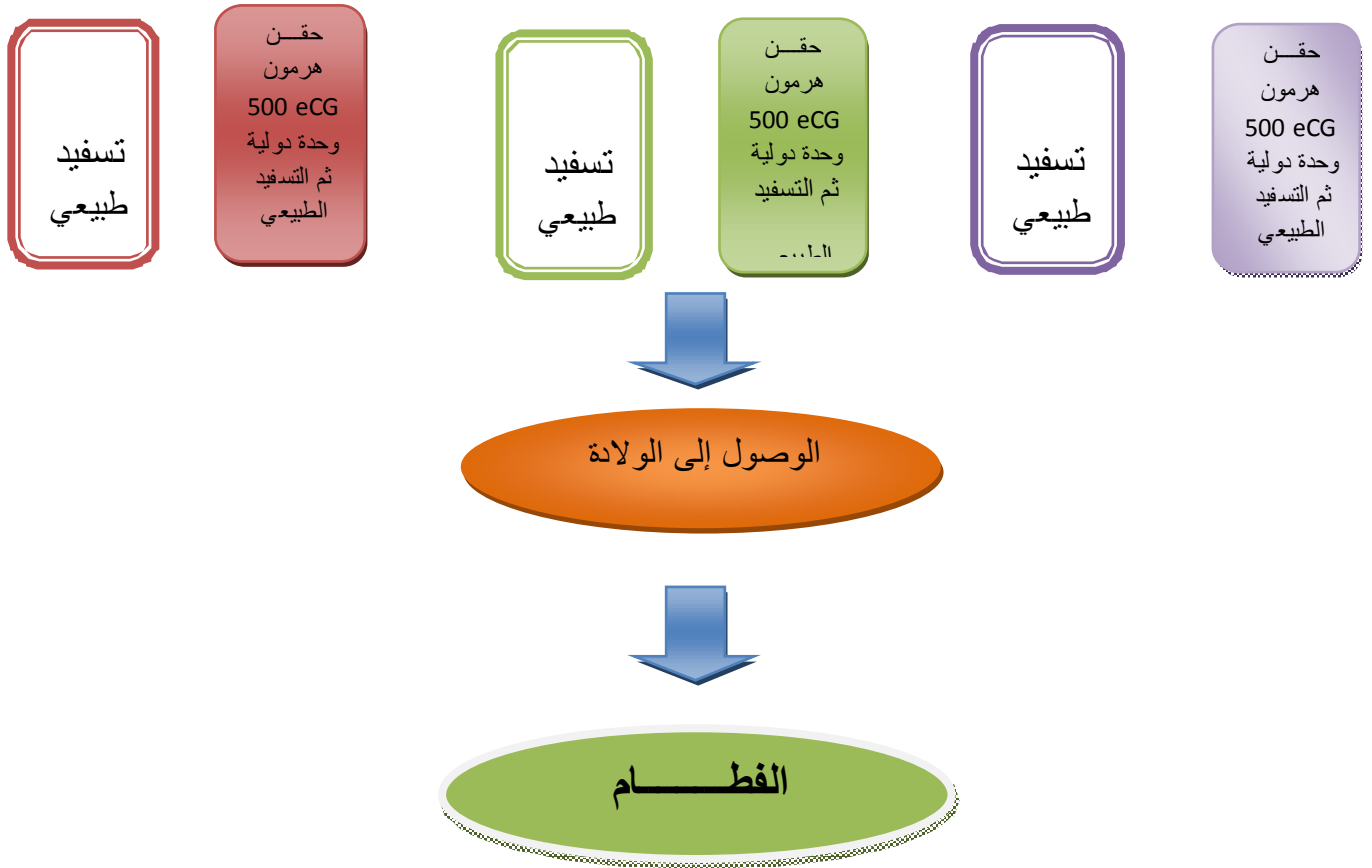 حقـــن
هرمون
500 eCG
وحدة دولية
ثم التسفيد
الطبيعي
تسفيد
طبيعي
حقـــن
هرمون
500 eCG
وحدة دولية
ثم التسفيد
تسفيد
طبيعي
حقـــن
هرمون
500 eCG
وحدة دولية
ثم التسفيد
الطبيعي
تسفيد
طبيعي
الوصول إلى الولادة
الفطـــــــــام